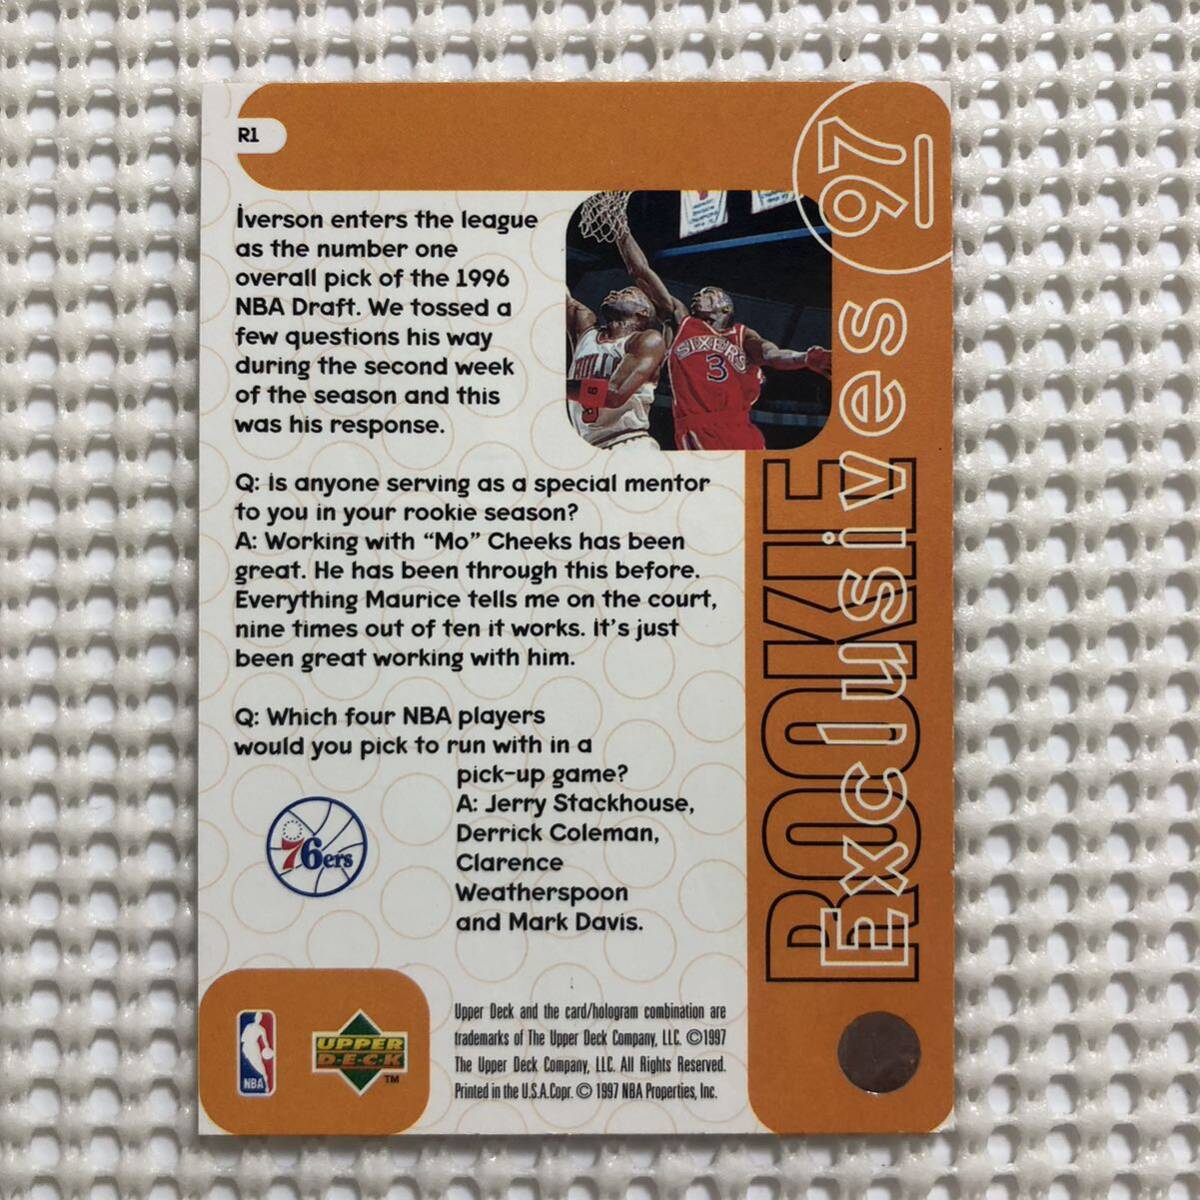 R1
Iverson enters the league
as the number one
overall pick of the 1996
NBA Draft. We tossed a
few questions his way
during the second week
of the season and this
was his response.
SIXERS
3
Q: Is anyone serving as a special mentor
to you in your rookie season?
A: Working with “Mo” Cheeks has been
great. He has been through this before.
Everything Maurice tells me on the court,
nine times out of ten it works. It’s just
been great working with him.
Q: Which four NBA players
would you pick to run with in a
pick-up game?
A: Jerry Stackhouse,
Derrick Coleman,
Clarence
Weatherspoon
and Mark Davis.
76ers
ROOKIE
Exclusives 97
NBA
UPPER
D·E·C·K
TM
Upper Deck and the card/hologram combination are
trademarks of The Upper Deck Company, LLC. ©1997
The Upper Deck Company, LLC. All Rights Reserved.
Printed in the U.S.A.Copr. © 1997 NBA Properties, Inc.